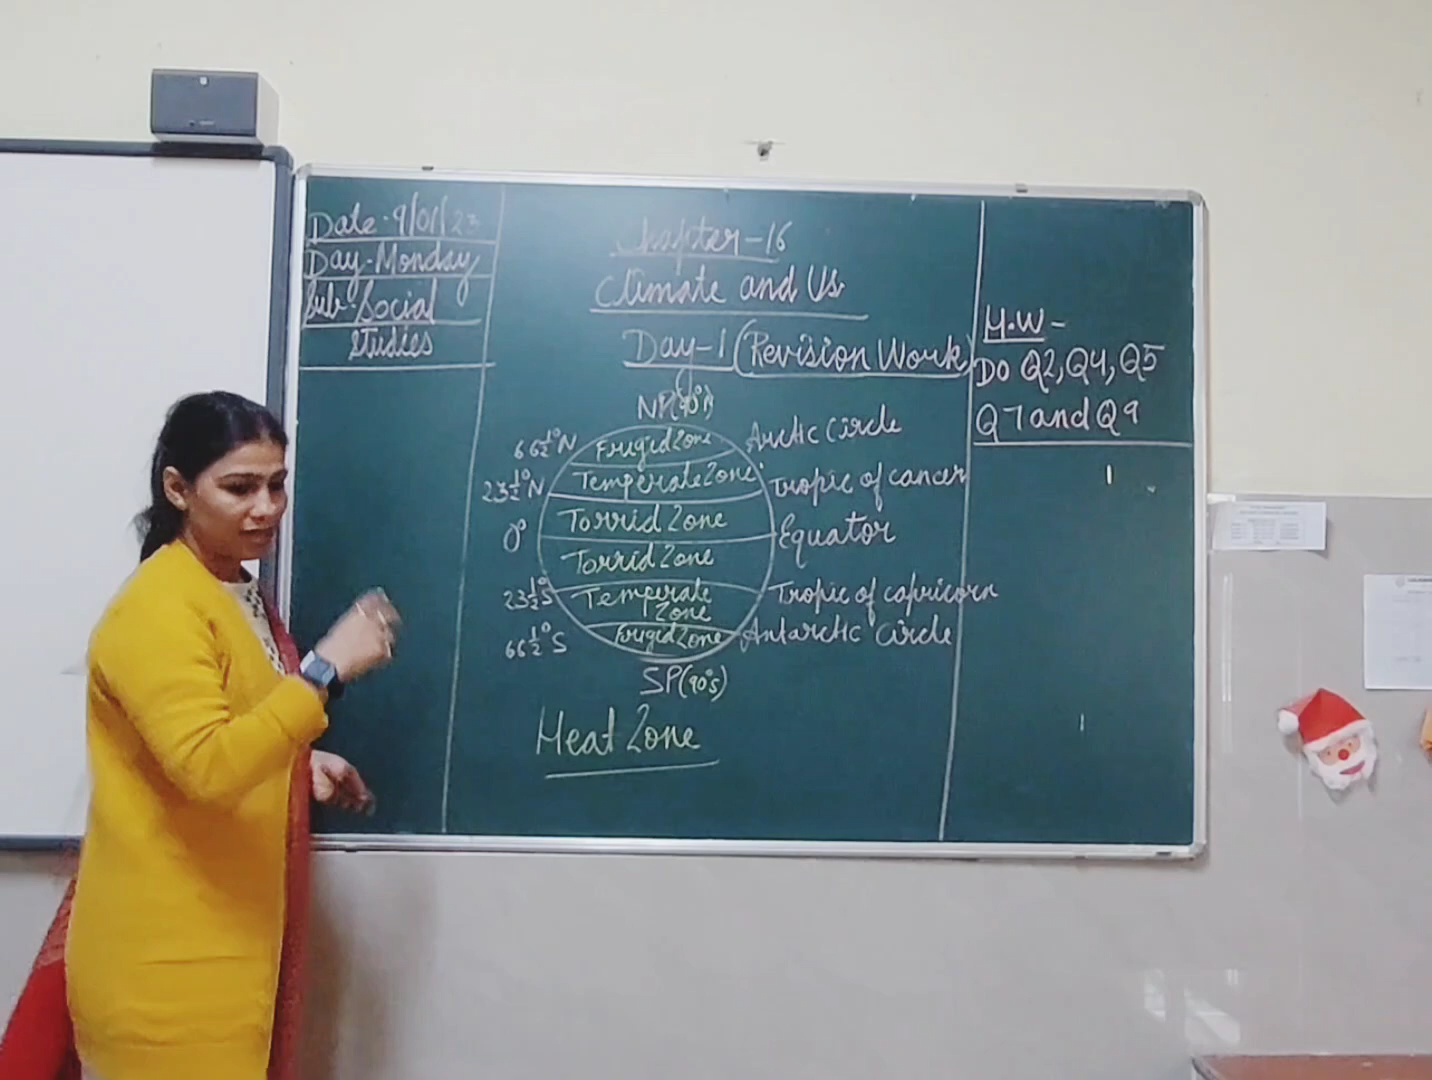 Date - 9/01/23
Day - Monday
Sub - Social
Studies
Chapter - 16
Climate and Us
Day - 1 (Revision Work)
NP(90°N)
66½°N Frigid Zone Arctic Circle
23½°N Temperate Zone Tropic of cancer
0° Torrid Zone Equator
Torrid Zone
23½°S Temperate Zone Tropic of capricorn
66½°S Frigid Zone Antarctic Circle
SP(90°S)
Heat Zone
H.W -
DO Q2, Q4, Q5
Q7 and Q9